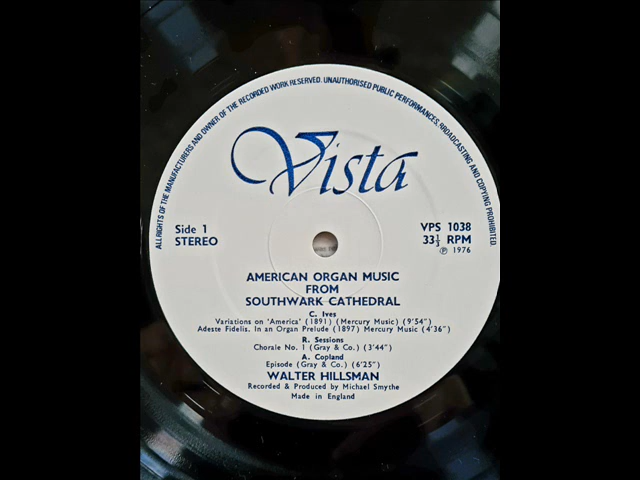 ALL RIGHTS OF THE MANUFACTURERS AND OWNER OF THE RECORDED WORK RESERVED. UNAUTHORISED PUBLIC PERFORMANCES, BROADCASTING AND COPYING PROHIBITED.
Vista
Side 1
STEREO
VPS 1038
33⅓ RPM
℗ 1976
AMERICAN ORGAN MUSIC
FROM
SOUTHWARK CATHEDRAL
C. Ives
Variations on 'America' (1891) (Mercury Music) (9'54")
Adeste Fidelis. In an Organ Prelude (1897) Mercury Music (4'36")
R. Sessions
Chorale No. 1 (Gray & Co.) (3'44")
A. Copland
Episode (Gray & Co.) (6'25")
WALTER HILLSMAN
Recorded & Produced by Michael Smythe
Made in England